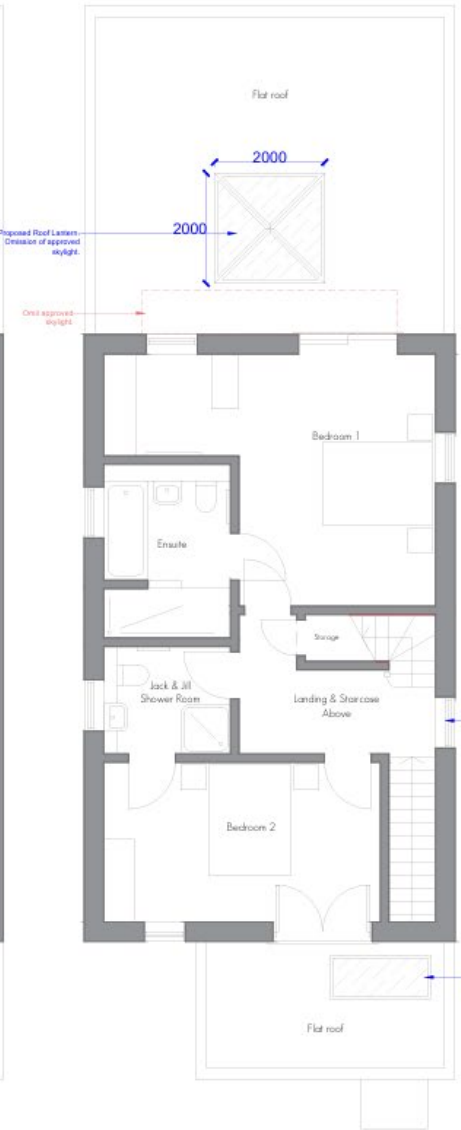 Flat roof
2000
2000
Proposed Roof Lantern.
Omission of approved
skylight.
Omit approved
skylight.
Bedroom 1
Ensuite
Storage
Jack & Jill
Shower Room
Landing & Staircase
Above
Bedroom 2
Flat roof